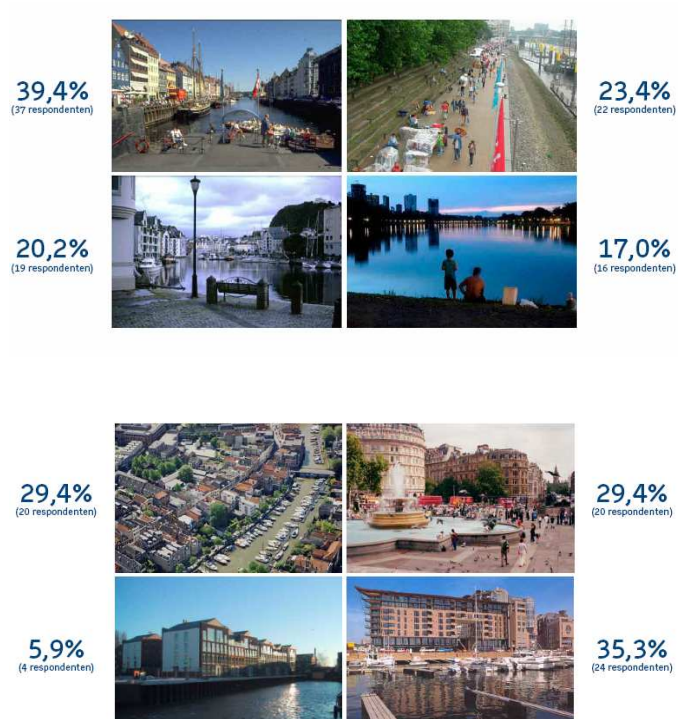 39,4%
(37 respondenten)
23,4%
(22 respondenten)
20,2%
(19 respondenten)
17,0%
(16 respondenten)
29,4%
(20 respondenten)
29,4%
(20 respondenten)
5,9%
(4 respondenten)
35,3%
(24 respondenten)